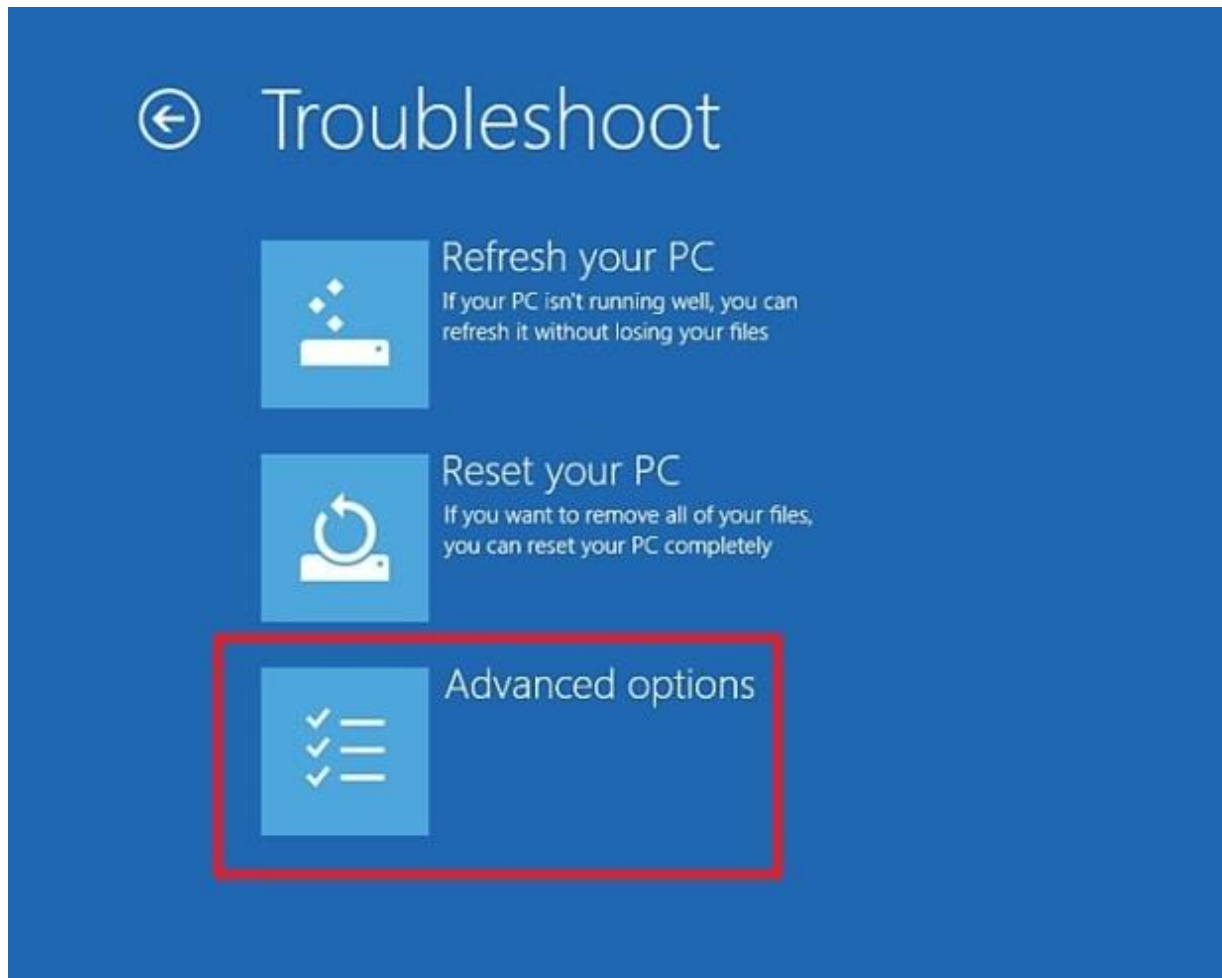 Troubleshoot
Refresh your PC
If your PC isn't running well, you can
refresh it without losing your files
Reset your PC
If you want to remove all of your files,
you can reset your PC completely
Advanced options